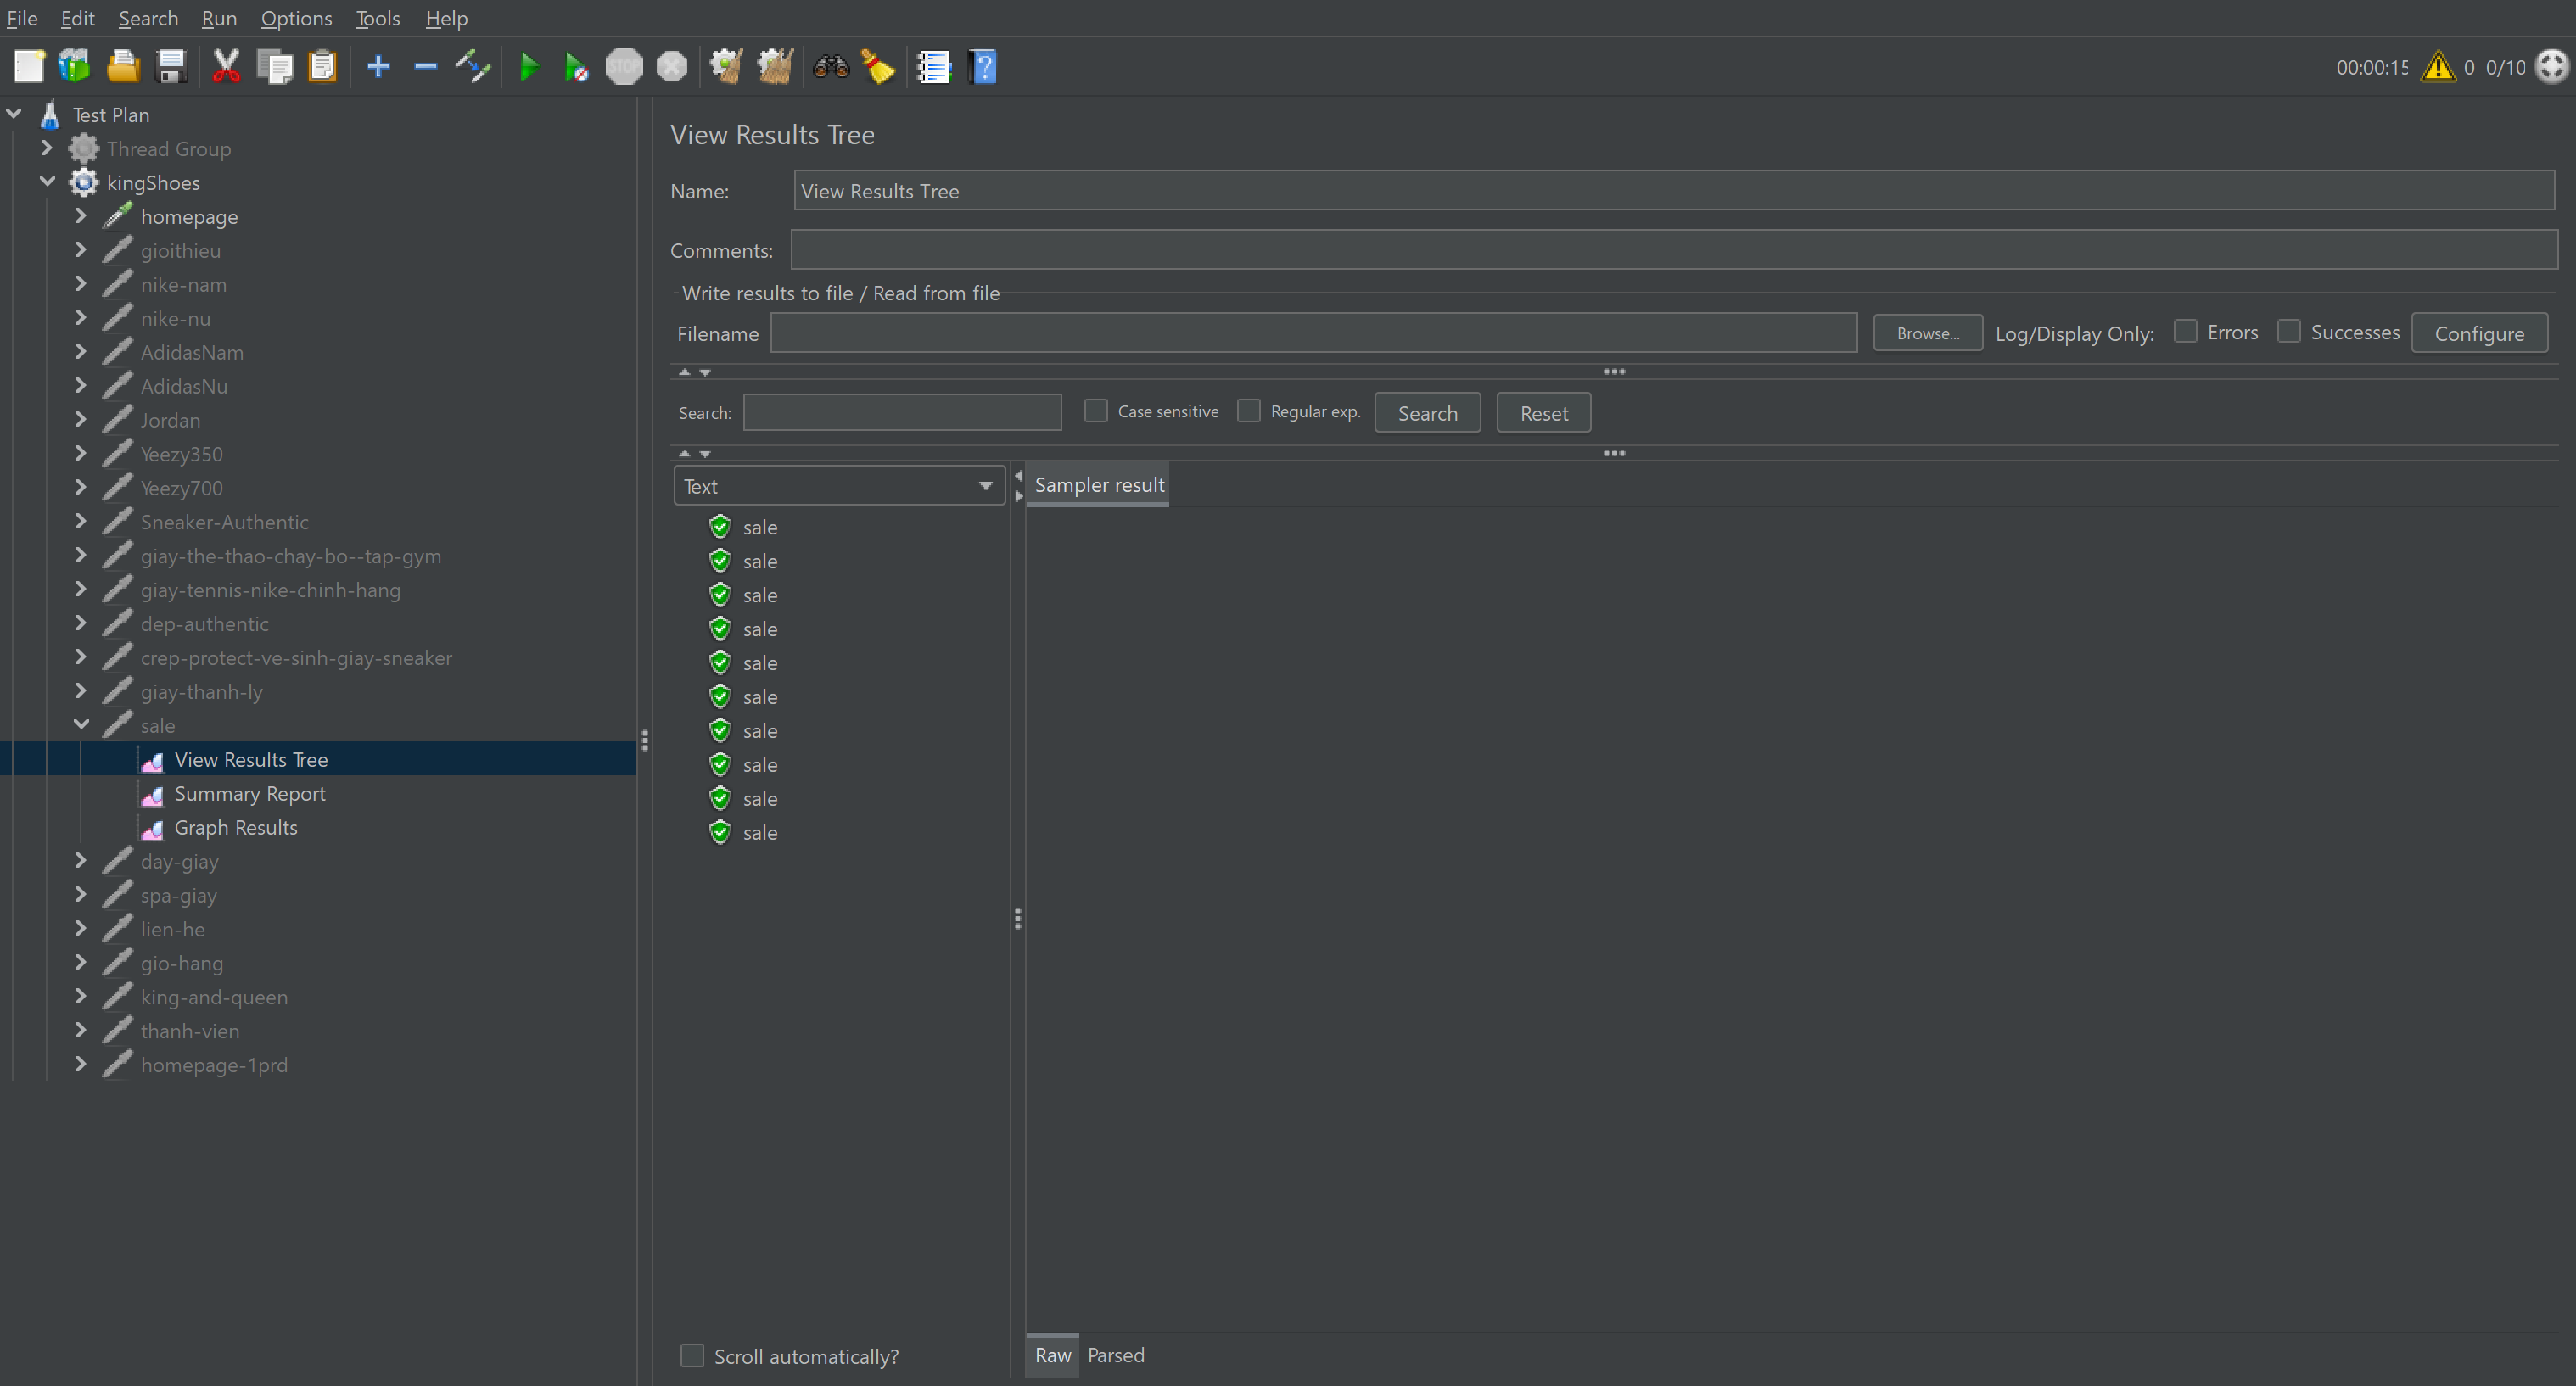 File Edit Search Run Options Tools Help
STOP
00:00:15 0 0/10
Test Plan
Thread Group
kingShoes
homepage
gioithieu
nike-nam
nike-nu
AdidasNam
AdidasNu
Jordan
Yeezy350
Yeezy700
Sneaker-Authentic
giay-the-thao-chay-bo--tap-gym
giay-tennis-nike-chinh-hang
dep-authentic
crep-protect-ve-sinh-giay-sneaker
giay-thanh-ly
sale
View Results Tree
Summary Report
Graph Results
day-giay
spa-giay
lien-he
gio-hang
king-and-queen
thanh-vien
homepage-1prd
View Results Tree
Name: View Results Tree
Comments:
Write results to file / Read from file
Filename Browse... Log/Display Only: Errors Successes Configure
Search: Case sensitive Regular exp. Search Reset
Text
Sampler result
sale
sale
sale
sale
sale
sale
sale
sale
sale
sale
Scroll automatically?
Raw Parsed